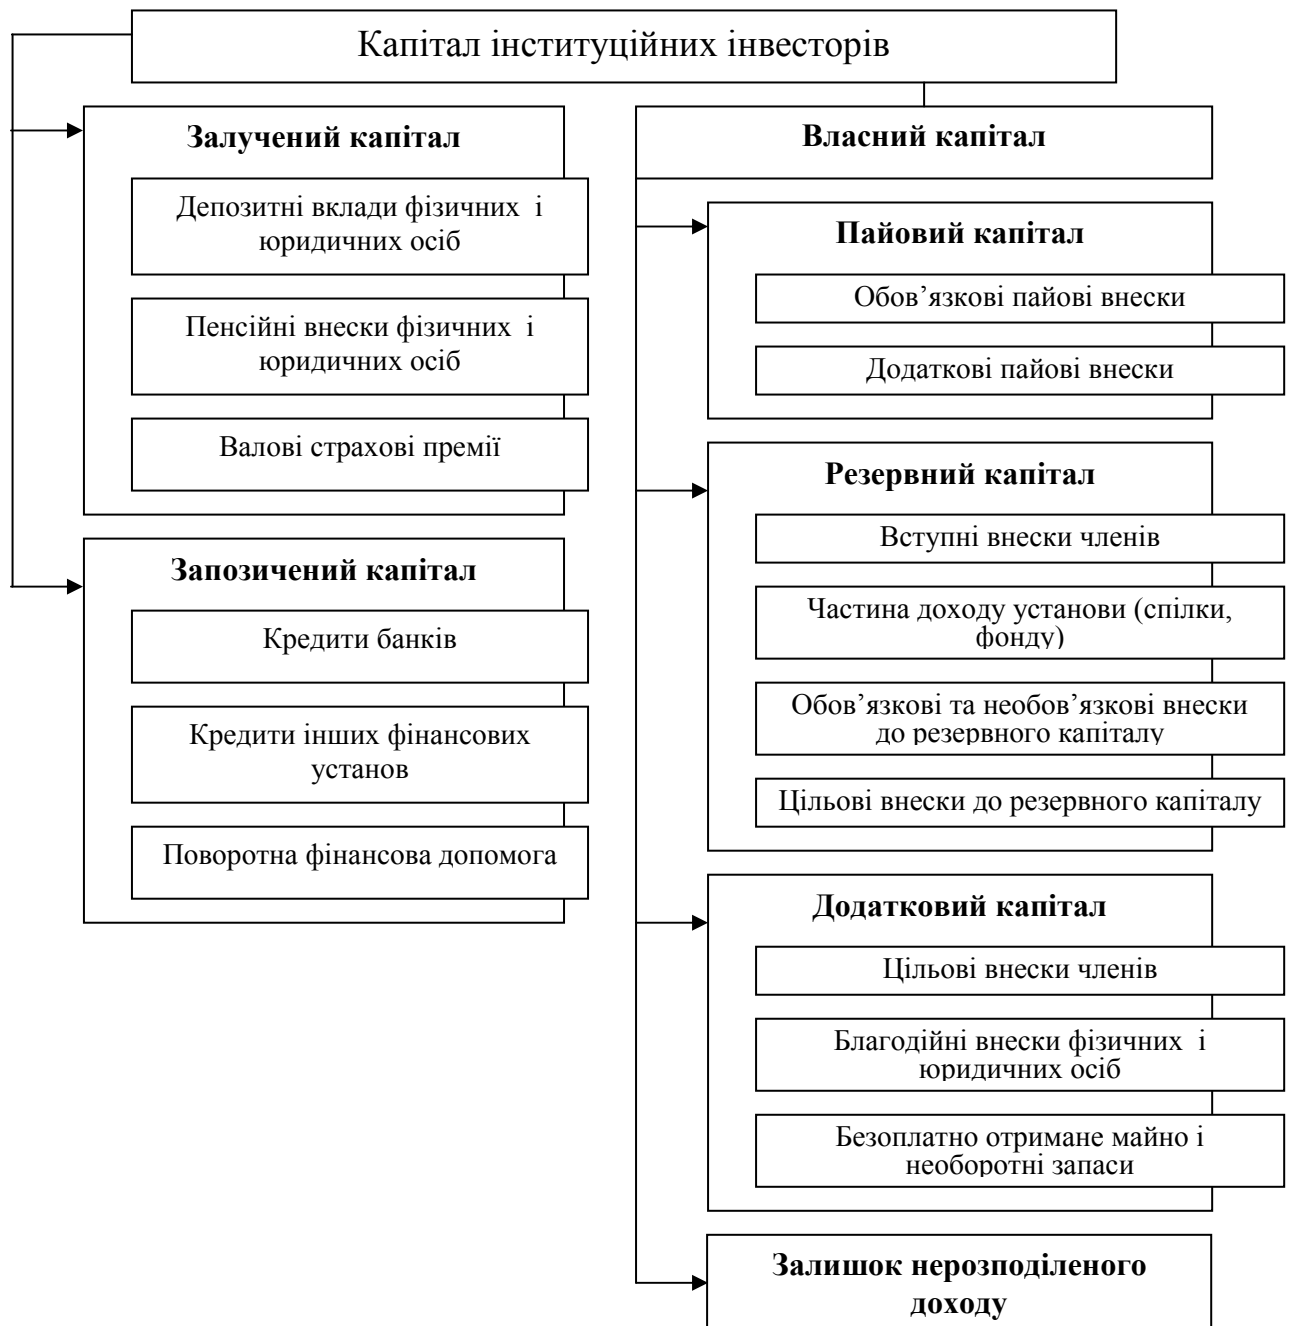 Капітал інституційних інвесторів
Залучений капітал
Депозитні вклади фізичних і
юридичних осіб
Пенсійні внески фізичних і
юридичних осіб
Валові страхові премії
Запозичений капітал
Кредити банків
Кредити інших фінансових
установ
Поворотна фінансова допомога
Власний капітал
Пайовий капітал
Обов’язкові пайові внески
Додаткові пайові внески
Резервний капітал
Вступні внески членів
Частина доходу установи (спілки,
фонду)
Обов’язкові та необов’язкові внески
до резервного капіталу
Цільові внески до резервного капіталу
Додатковий капітал
Цільові внески членів
Благодійні внески фізичних і
юридичних осіб
Безоплатно отримане майно і
необоротні запаси
Залишок нерозподіленого
доходу